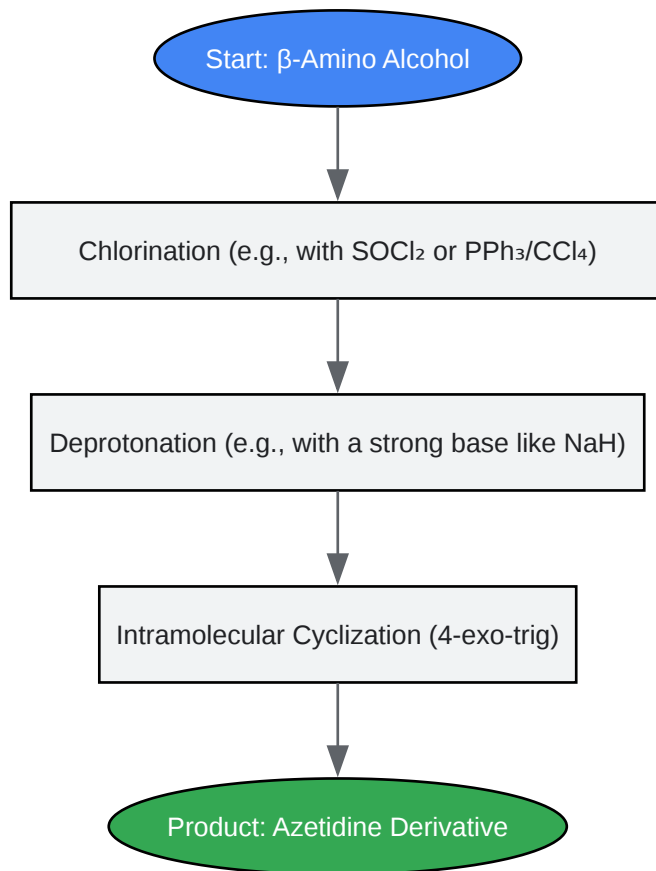 Start: β-Amino Alcohol
Chlorination (e.g., with SOCl₂ or PPh₃/CCl₄)
Deprotonation (e.g., with a strong base like NaH)
Intramolecular Cyclization (4-exo-trig)
Product: Azetidine Derivative